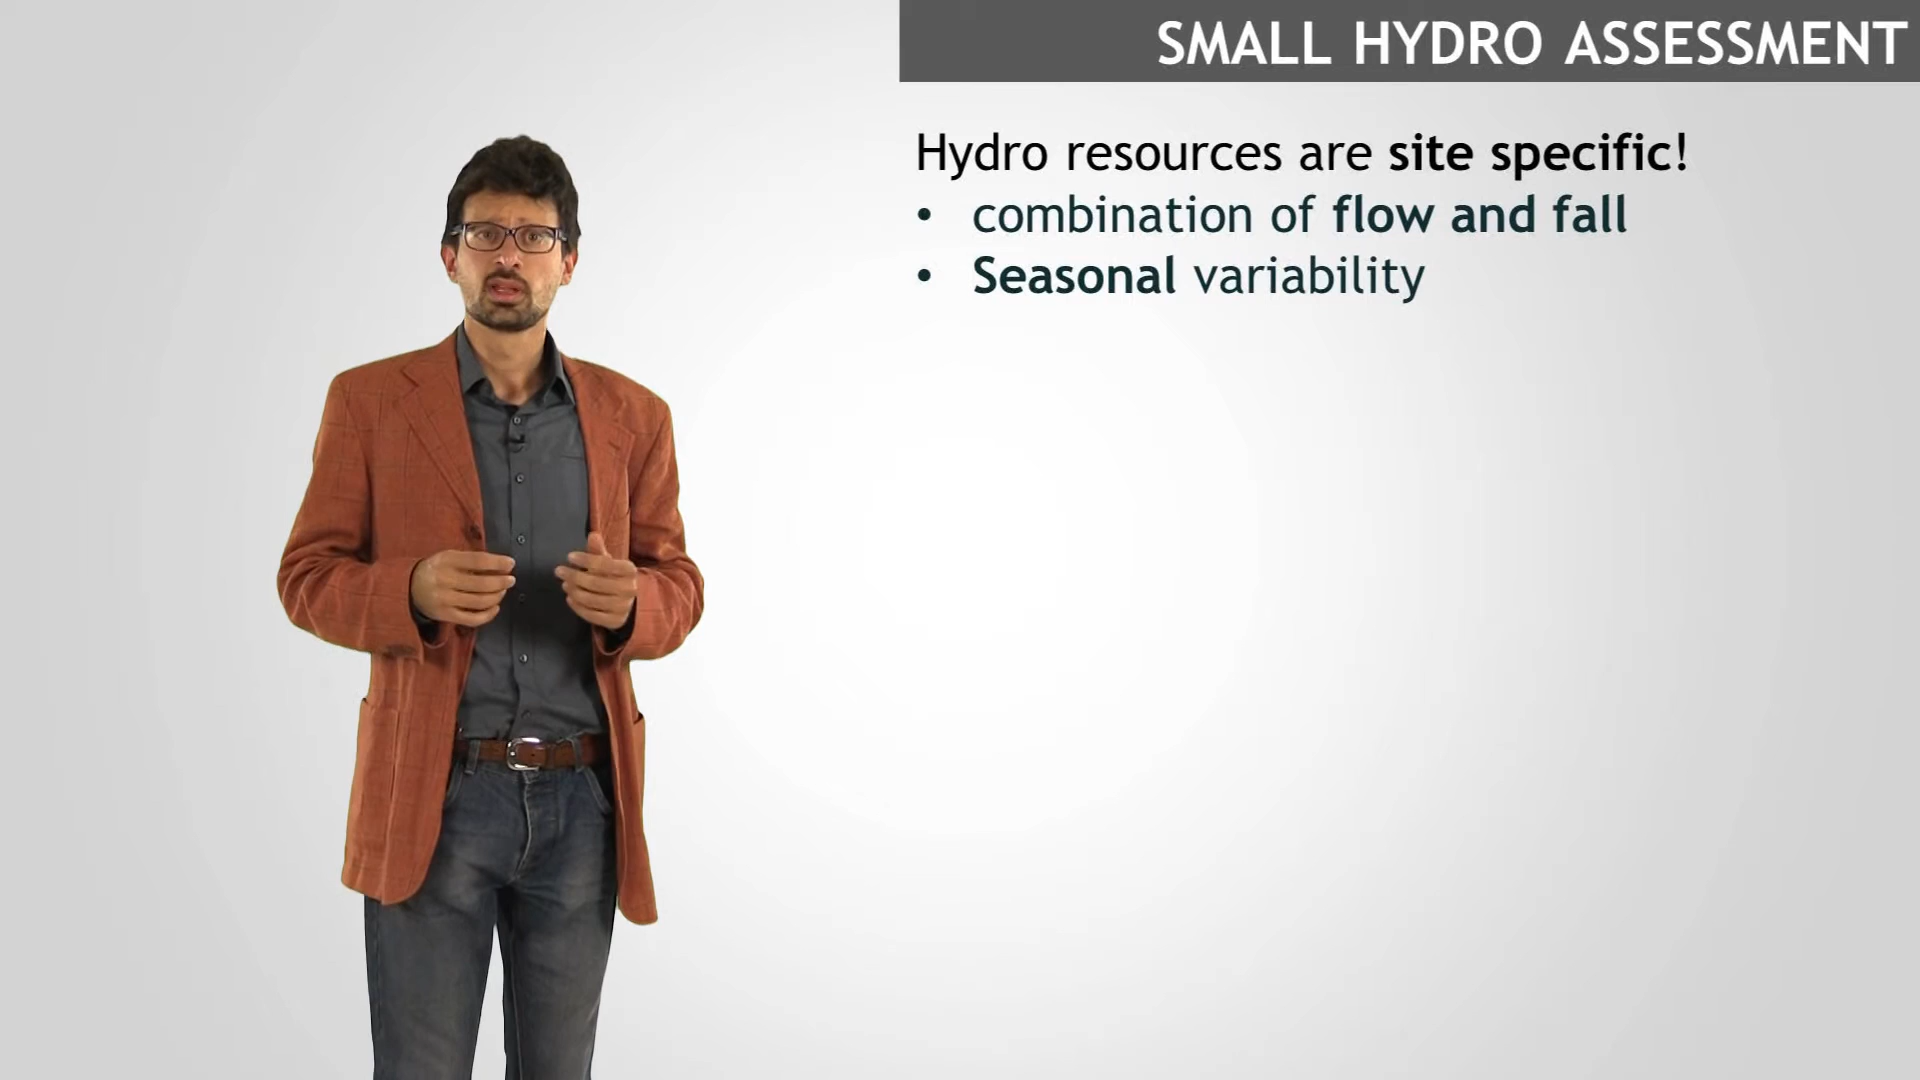 SMALL HYDRO ASSESSMENT
Hydro resources are site specific!
• combination of flow and fall
• Seasonal variability